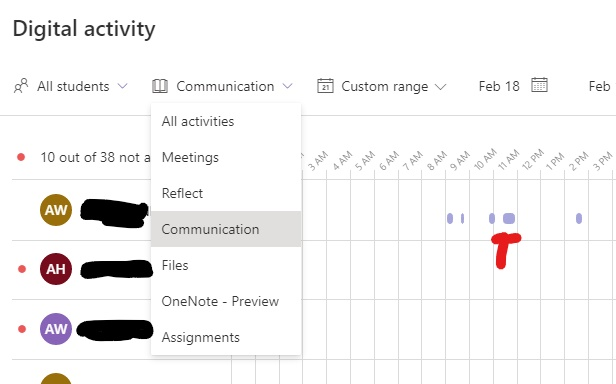 Digital activity
All students
Communication
Custom range
Feb 18
Feb
21
All activities
Meetings
Reflect
Communication
Files
OneNote - Preview
Assignments
10 out of 38 not a
3 AM
4 AM
5 AM
6 AM
7 AM
8 AM
9 AM
10 AM
11 AM
12 PM
1 PM
2 PM
3 PM
AW
AH
AW